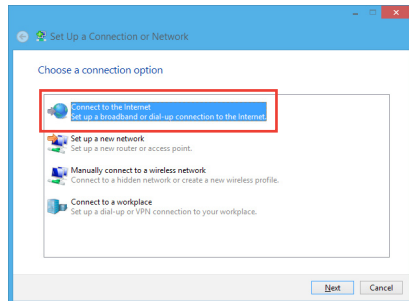 Set Up a Connection or Network
Choose a connection option
Connect to the Internet
Set up a broadband or dial-up connection to the Internet.
Set up a new network
Set up a new router or access point.
Manually connect to a wireless network
Connect to a hidden network or create a new wireless profile.
Connect to a workplace
Set up a dial-up or VPN connection to your workplace.
Next
Cancel